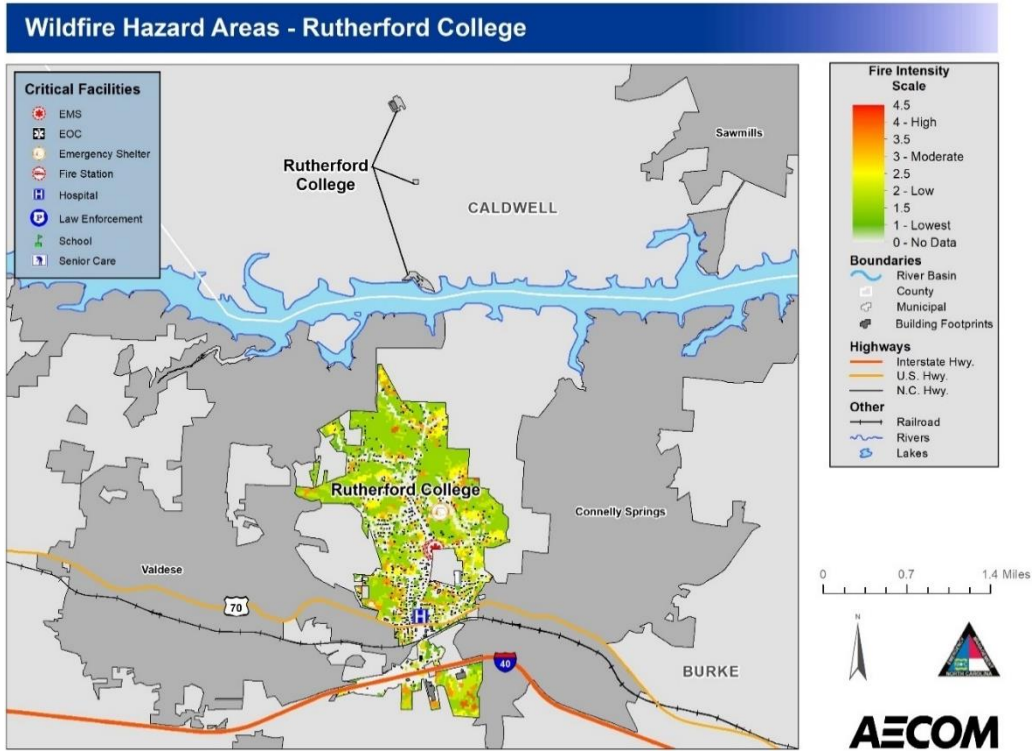 Wildfire Hazard Areas - Rutherford College
Critical Facilities
EMS
EOC
Emergency Shelter
Fire Station
H
Hospital
P
Law Enforcement
School
Senior Care
Rutherford
College
CALDWELL
Sawmills
Rutherford College
Connelly Springs
Valdese
70
H
40
BURKE
Fire Intensity
Scale
4.5
4 - High
3.5
3 - Moderate
2.5
2 - Low
1.5
1 - Lowest
0 - No Data
Boundaries
River Basin
County
Municipal
Building Footprints
Highways
Interstate Hwy.
U.S. Hwy.
N.C. Hwy.
Other
Railroad
Rivers
Lakes
0 0.7 1.4 Miles
N
NORTH CAROLINA
AECOM